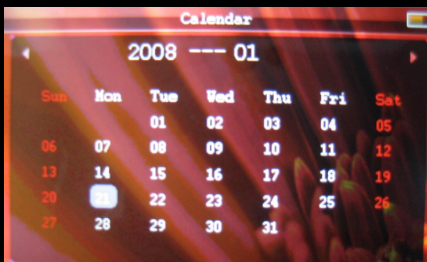 Calendar
2008 --- 01
Sun Mon Tue Wed Thu Fri Sat
01 02 03 04 05
06 07 08 09 10 11 12
13 14 15 16 17 18 19
20 21 22 23 24 25 26
27 28 29 30 31